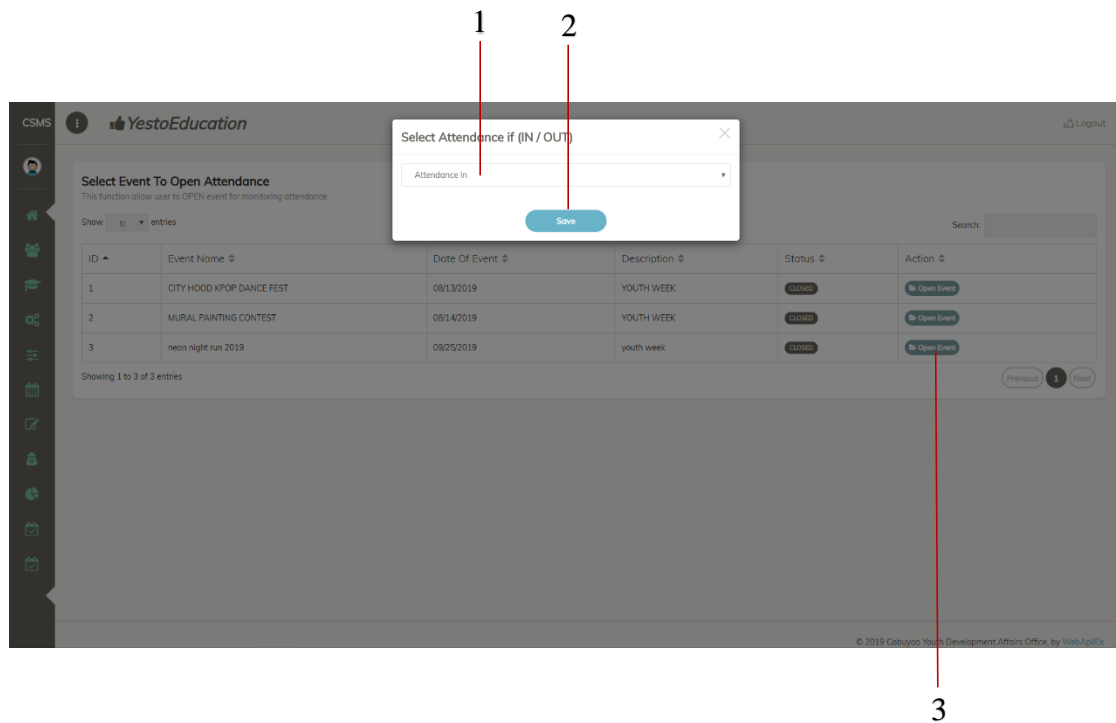 1 2
CSMS YestoEducation Logout
Select Attendance if (IN / OUT)
Attendance In
Save
Select Event To Open Attendance
This function allow user to OPEN event for monitoring attendance.
Show entries Search:
ID Event Name Date Of Event Description Status Action
1 CITY HOOD KPOP DANCE FEST 08/13/2019 YOUTH WEEK CLOSED Open Event
2 MURAL PAINTING CONTEST 08/14/2019 YOUTH WEEK CLOSED Open Event
3 neon night run 2019 09/25/2019 youth week CLOSED Open Event
Showing 1 to 3 of 3 entries Previous 1 Next
© 2019 Cabuyao Youth Development Affairs Office, by WebApliEx
3